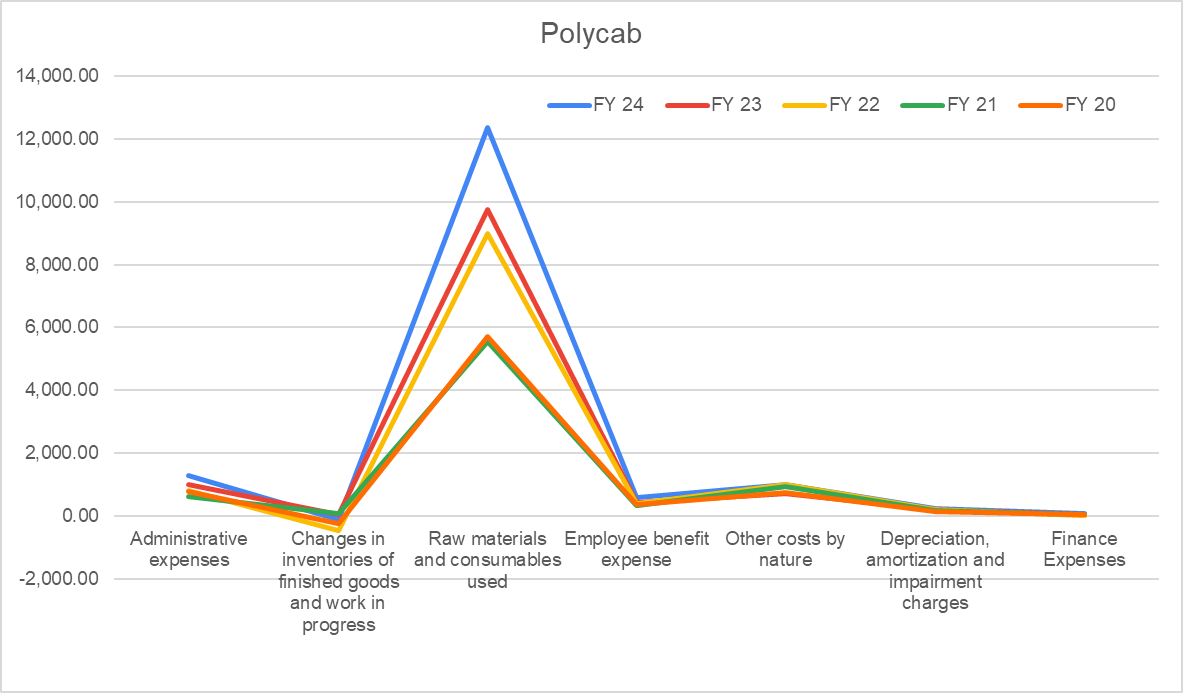 Polycab
14,000.00
12,000.00
10,000.00
8,000.00
6,000.00
4,000.00
2,000.00
0.00
-2,000.00
FY 24 FY 23 FY 22 FY 21 FY 20
Administrative
expenses
Changes in
inventories of
finished goods
and work in
progress
Raw materials
and consumables
used
Employee benefit
expense
Other costs by
nature
Depreciation,
amortization and
impairment
charges
Finance
Expenses